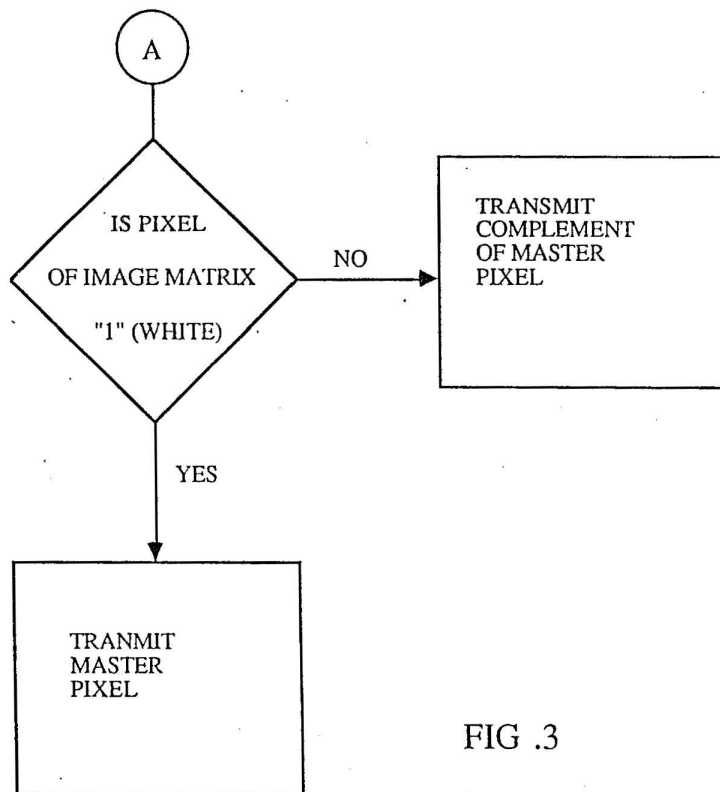 A
IS PIXEL
OF IMAGE MATRIX
"1" (WHITE)
NO
TRANSMIT
COMPLEMENT
OF MASTER
PIXEL
YES
TRANMIT
MASTER
PIXEL
FIG .3